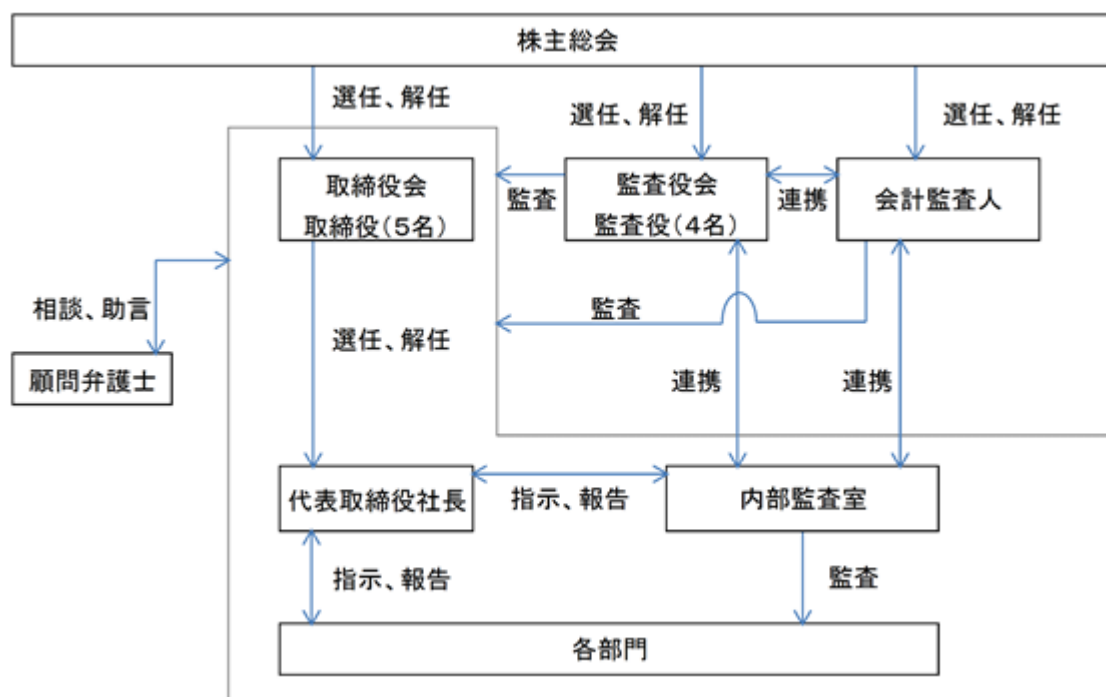 株主総会
選任、解任
選任、解任
選任、解任
取締役会
取締役(5名)
監査
監査役会
監査役(4名)
連携
会計監査人
相談、助言
監査
顧問弁護士
選任、解任
連携
連携
代表取締役社長
指示、報告
内部監査室
指示、報告
監査
各部門